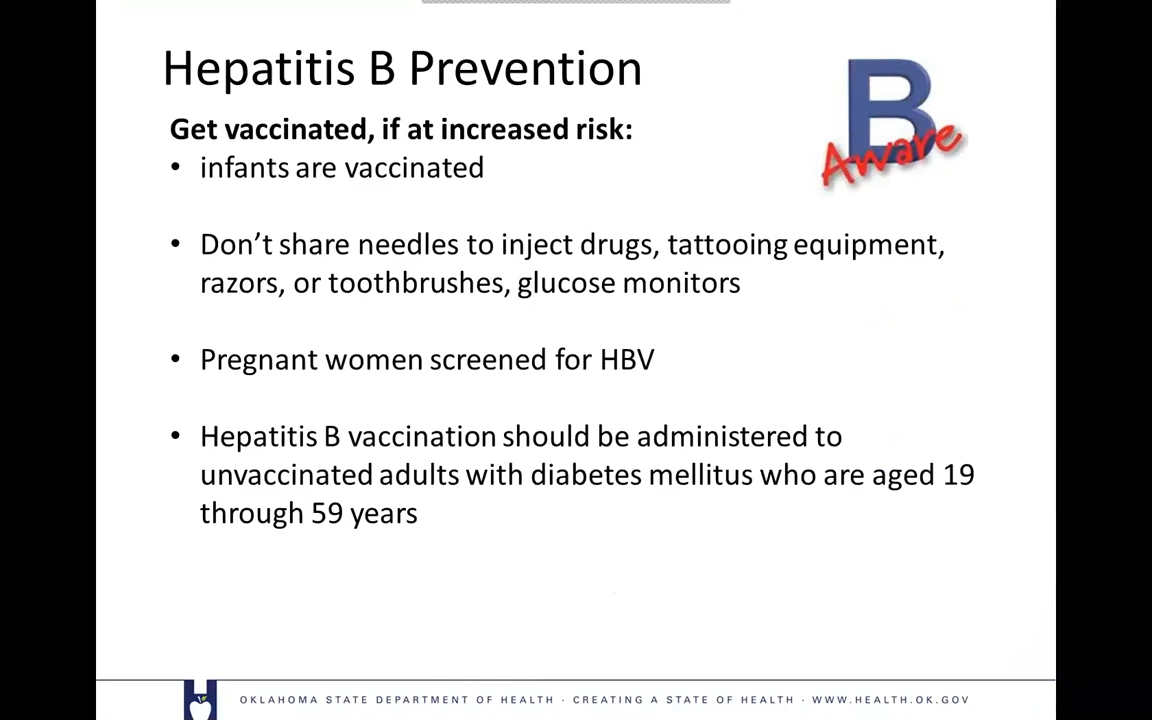 Hepatitis B Prevention
B
Aware
Get vaccinated, if at increased risk:
• infants are vaccinated
• Don’t share needles to inject drugs, tattooing equipment,
razors, or toothbrushes, glucose monitors
• Pregnant women screened for HBV
• Hepatitis B vaccination should be administered to
unvaccinated adults with diabetes mellitus who are aged 19
through 59 years
OKLAHOMA STATE DEPARTMENT OF HEALTH · CREATING A STATE OF HEALTH · WWW.HEALTH.OK.GOV